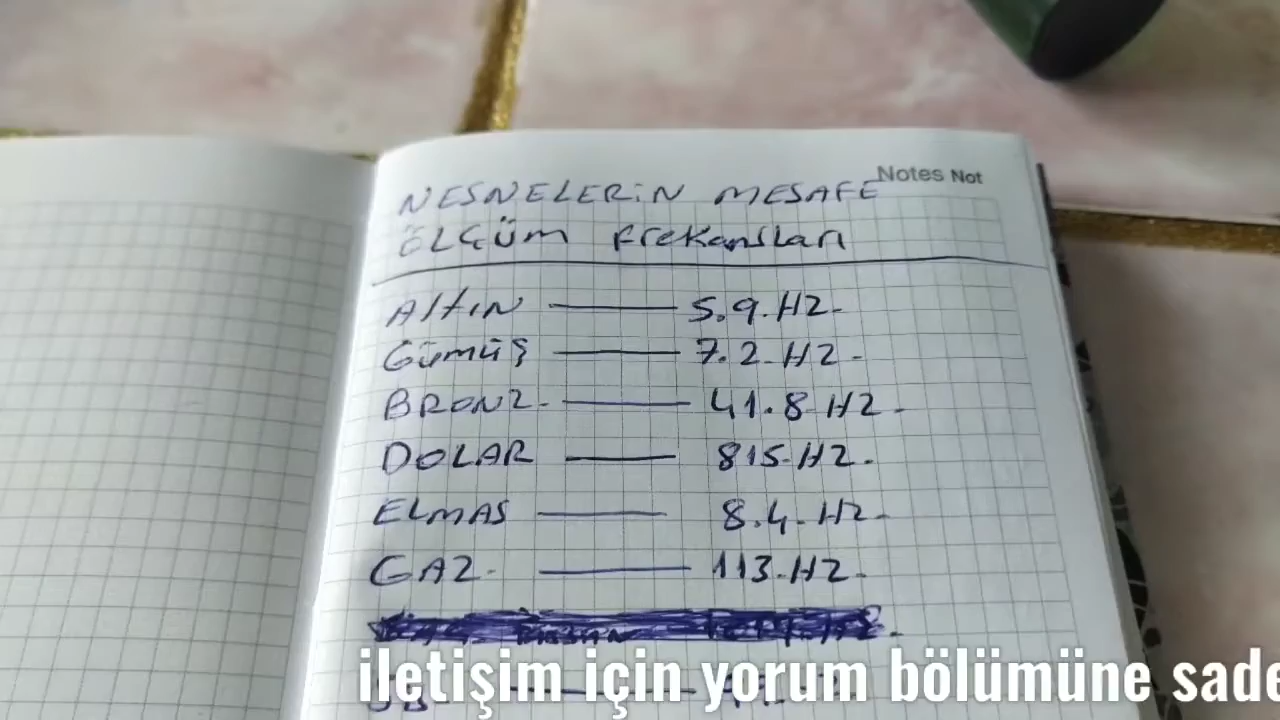 Notes Not
NESNELERİN MESAFE
ÖLÇÜM frekansları
Altın — 5.9.HZ-
Gümüş — 7.2-HZ-
BRONZ- — 41.8-HZ-
DOLAR — 815-HZ.
ELMAS — 8.4-HZ-
GAZ- — 113-HZ-
iletişim için yorum bölümüne sade